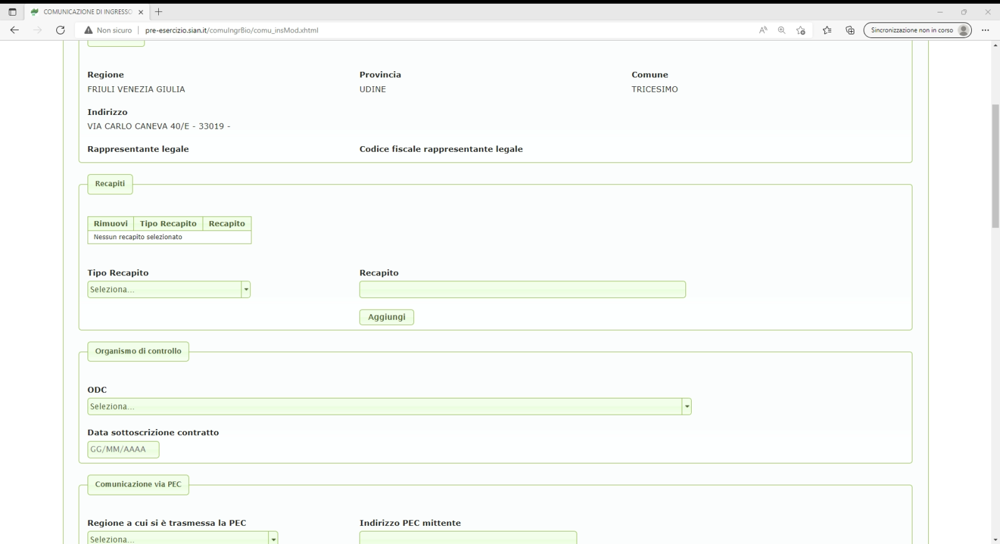 COMUNICAZIONE DI INGRESSO
Non sicuro | pre-esercizio.sian.it/comuIngrBio/comu_insMod.xhtml
Sincronizzazione non in corso
Regione
Provincia
Comune
FRIULI VENEZIA GIULIA
UDINE
TRICESIMO
Indirizzo
VIA CARLO CANEVA 40/E - 33019 -
Rappresentante legale
Codice fiscale rappresentante legale
Recapiti
Rimuovi Tipo Recapito Recapito
Nessun recapito selezionato
Tipo Recapito
Recapito
Seleziona...
Aggiungi
Organismo di controllo
ODC
Seleziona...
Data sottoscrizione contratto
GG/MM/AAAA
Comunicazione via PEC
Regione a cui si è trasmessa la PEC
Indirizzo PEC mittente
Seleziona...